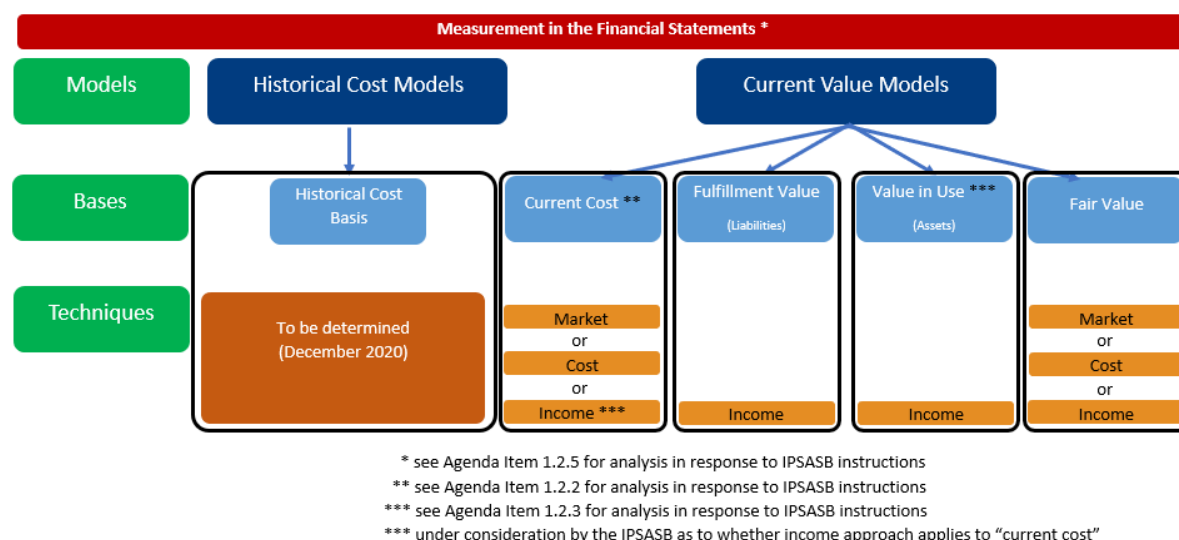 Measurement in the Financial Statements *
Models
Historical Cost Models
Current Value Models
Bases
Historical Cost
Basis
Current Cost **
Fulfillment Value
(Liabilities)
Value in Use ***
(Assets)
Fair Value
Techniques
To be determined
(December 2020)
Market
or
Cost
or
Income ***
Income
Income
Market
or
Cost
or
Income
* see Agenda Item 1.2.5 for analysis in response to IPSASB instructions
** see Agenda Item 1.2.2 for analysis in response to IPSASB instructions
*** see Agenda Item 1.2.3 for analysis in response to IPSASB instructions
*** under consideration by the IPSASB as to whether income approach applies to “current cost”